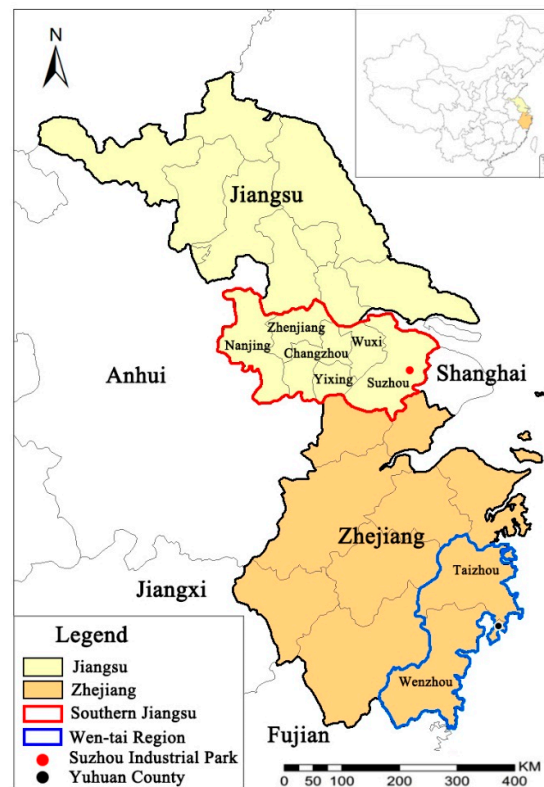 N
Jiangsu
Zhenjiang
Nanjing
Wuxi
Changzhou
Yixing
Suzhou
Shanghai
Anhui
Zhejiang
Taizhou
Jiangxi
Wenzhou
Fujian
Legend
Jiangsu
Zhejiang
Southern Jiangsu
Wen-tai Region
Suzhou Industrial Park
Yuhuan County
KM
0 50 100 200 300 400